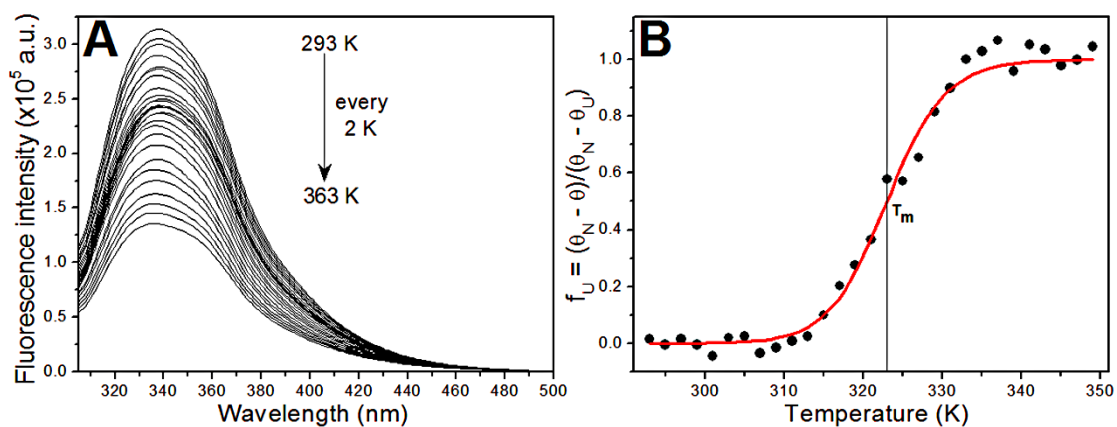 A
293 K
every
2 K
363 K
Fluorescence intensity (x10⁵ a.u.)
3.0
2.5
2.0
1.5
1.0
0.5
0.0
320 340 360 380 400 420 440 460 480 500
Wavelength (nm)
B
Tm
f_U = (θ_N - θ)/(θ_N - θ_U)
1.0
0.8
0.6
0.4
0.2
0.0
300 310 320 330 340 350
Temperature (K)